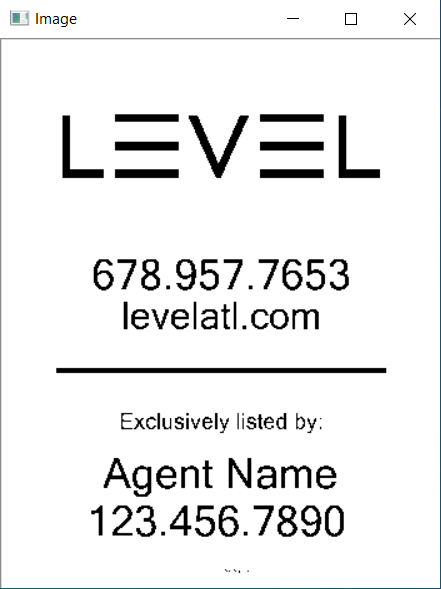 Image
LEVEL
678.957.7653
levelatl.com
Exclusively listed by:
Agent Name
123.456.7890